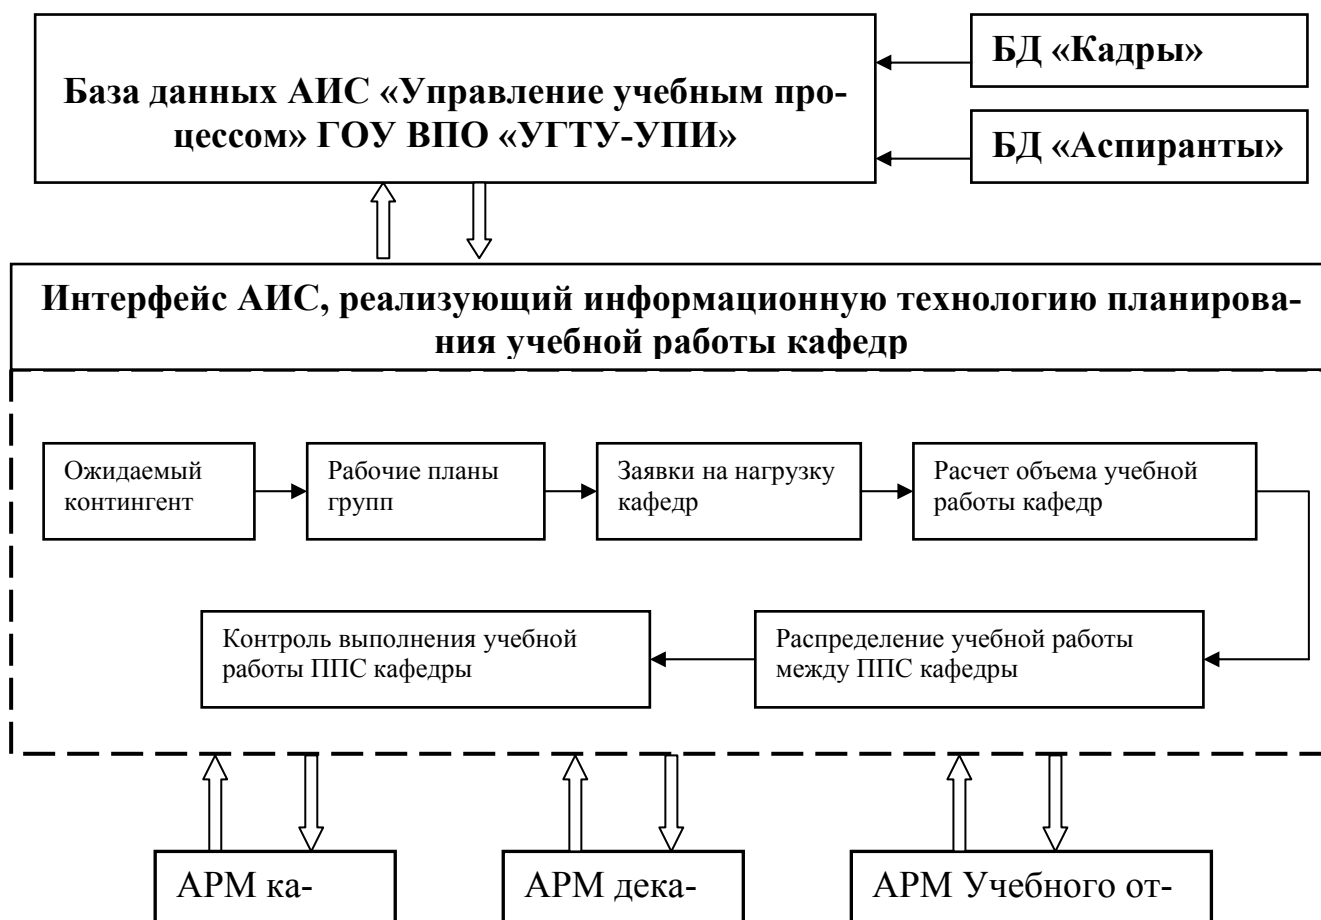 БД «Кадры»
База данных АИС «Управление учебным про-
цессом» ГОУ ВПО «УГТУ-УПИ»
БД «Аспиранты»
Интерфейс АИС, реализующий информационную технологию планирова-
ния учебной работы кафедр
Ожидаемый
контингент
Рабочие планы
групп
Заявки на нагрузку
кафедр
Расчет объема учебной
работы кафедр
Контроль выполнения учебной
работы ППС кафедры
Распределение учебной работы
между ППС кафедры
АРМ ка-
АРМ дека-
АРМ Учебного от-